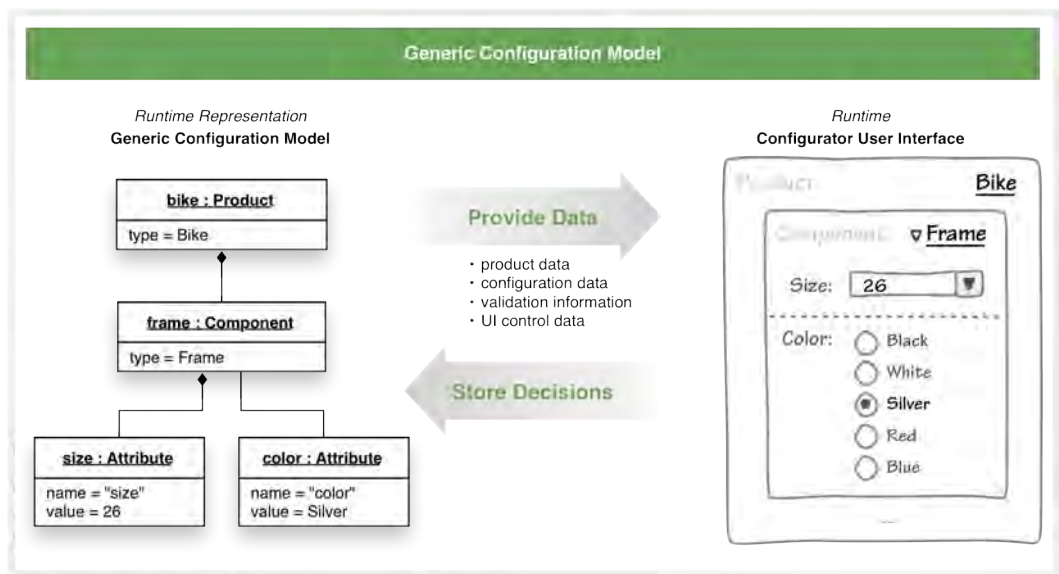 Generic Configuration Model
Runtime Representation
Generic Configuration Model
bike : Product
type = Bike
frame : Component
type = Frame
size : Attribute
name = "size"
value = 26
color : Attribute
name = "color"
value = Silver
Provide Data
· product data
· configuration data
· validation information
· UI control data
Store Decisions
Runtime
Configurator User Interface
Product Bike
Component ▿ Frame
Size: 26
Color:
Black
White
Silver
Red
Blue
...